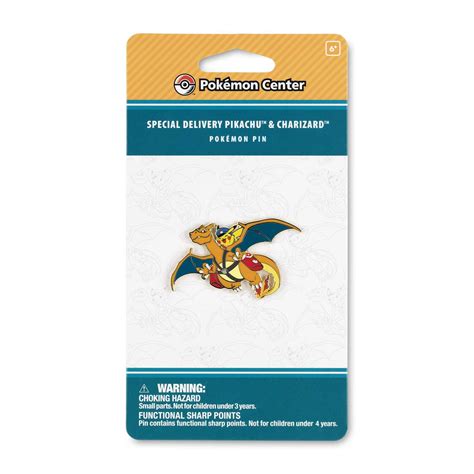 6+
Pokémon Center
SPECIAL DELIVERY PIKACHU™ & CHARIZARD™
POKÉMON PIN
WARNING:
CHOKING HAZARD
Small parts. Not for children under 3 years.
FUNCTIONAL SHARP POINTS
Pin contains functional sharp points. Not for children under 4 years.